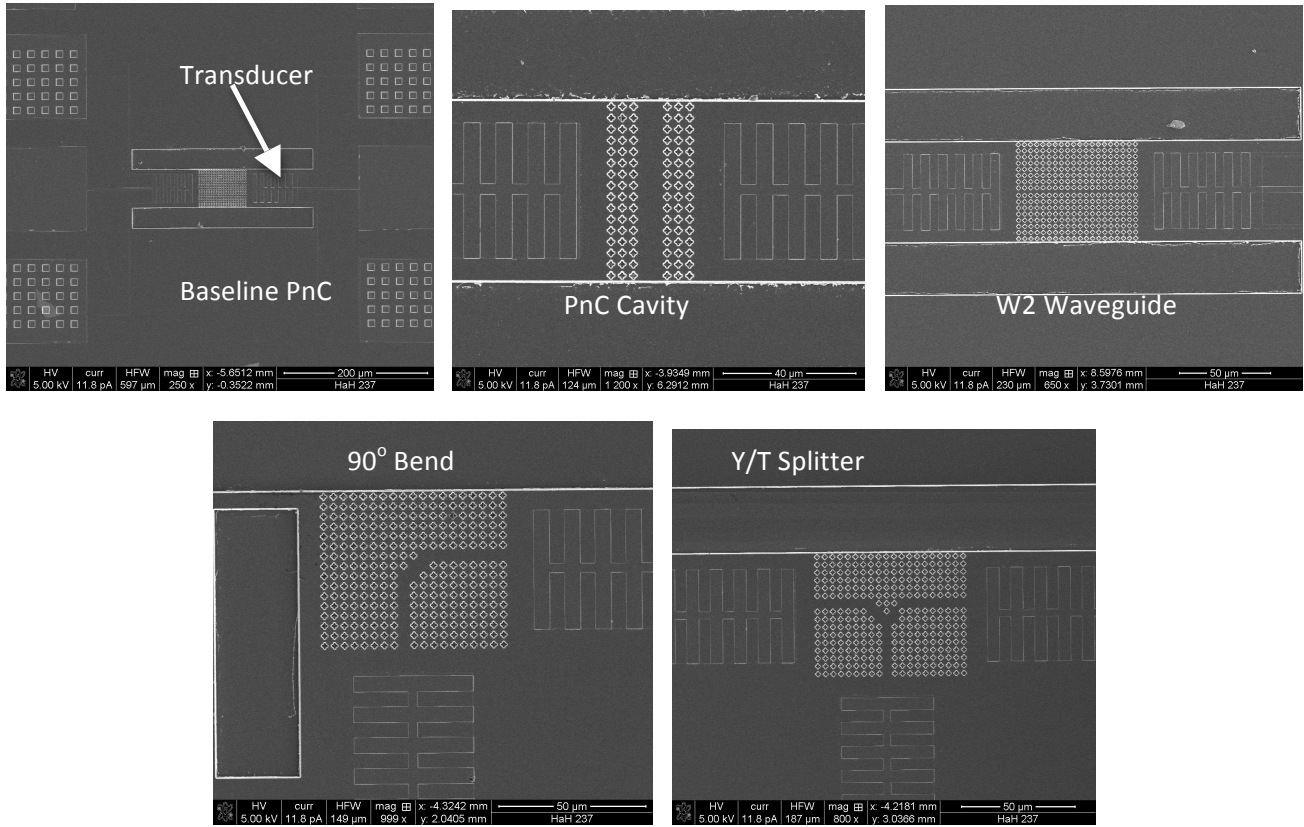 Transducer
Baseline PnC
HV curr HFW mag ⊞ x: -5.6512 mm 200 µm
5.00 kV 11.8 pA 597 µm 250 x y: -0.3522 mm HaH 237
PnC Cavity
HV curr HFW mag ⊞ x: -3.9349 mm 40 µm
5.00 kV 11.8 pA 124 µm 1 200 x y: 6.2912 mm HaH 237
W2 Waveguide
HV curr HFW mag ⊞ x: 8.5976 mm 50 µm
5.00 kV 11.8 pA 230 µm 650 x y: 3.7301 mm HaH 237
90° Bend
HV curr HFW mag ⊞ x: -4.3242 mm 50 µm
5.00 kV 11.8 pA 149 µm 999 x y: 2.0405 mm HaH 237
Y/T Splitter
HV curr HFW mag ⊞ x: -4.2181 mm 50 µm
5.00 kV 11.8 pA 187 µm 800 x y: 3.0366 mm HaH 237